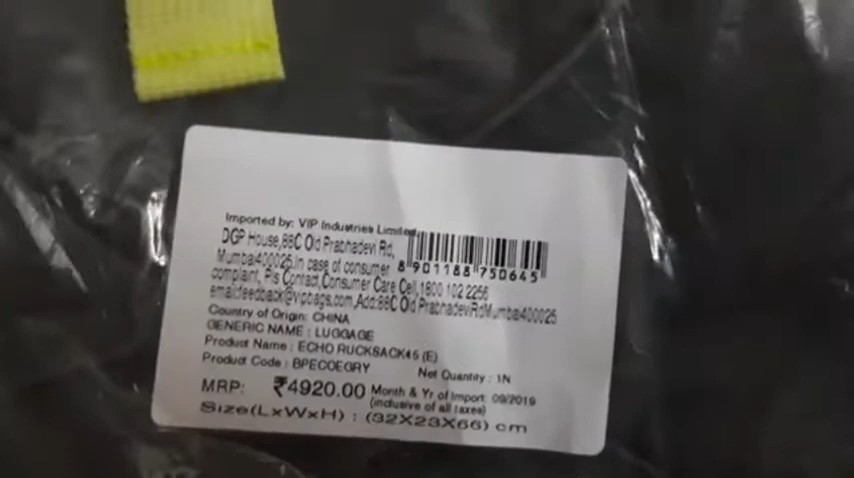 Imported by: VIP Industries Limited,
DGP House,88C Old Prabhadevi Rd,
Mumbai400025.In case of consumer
8 901188 750645
complaint, Pls Contact,Consumer Care Cell,1800 102 2256
email:feedback@vipbags.com,Add:88C Old PrabhadeviRdMumbai400025
Country of Origin: CHINA
GENERIC NAME : LUGGAGE
Product Name : ECHO RUCKSACK45 (E)
Product Code : BPECOEGRY Net Quantity : 1N
MRP: ₹4920.00 Month & Yr of Import: 09/2019
(inclusive of all taxes)
Size(LxWxH) : (32X23X66) cm